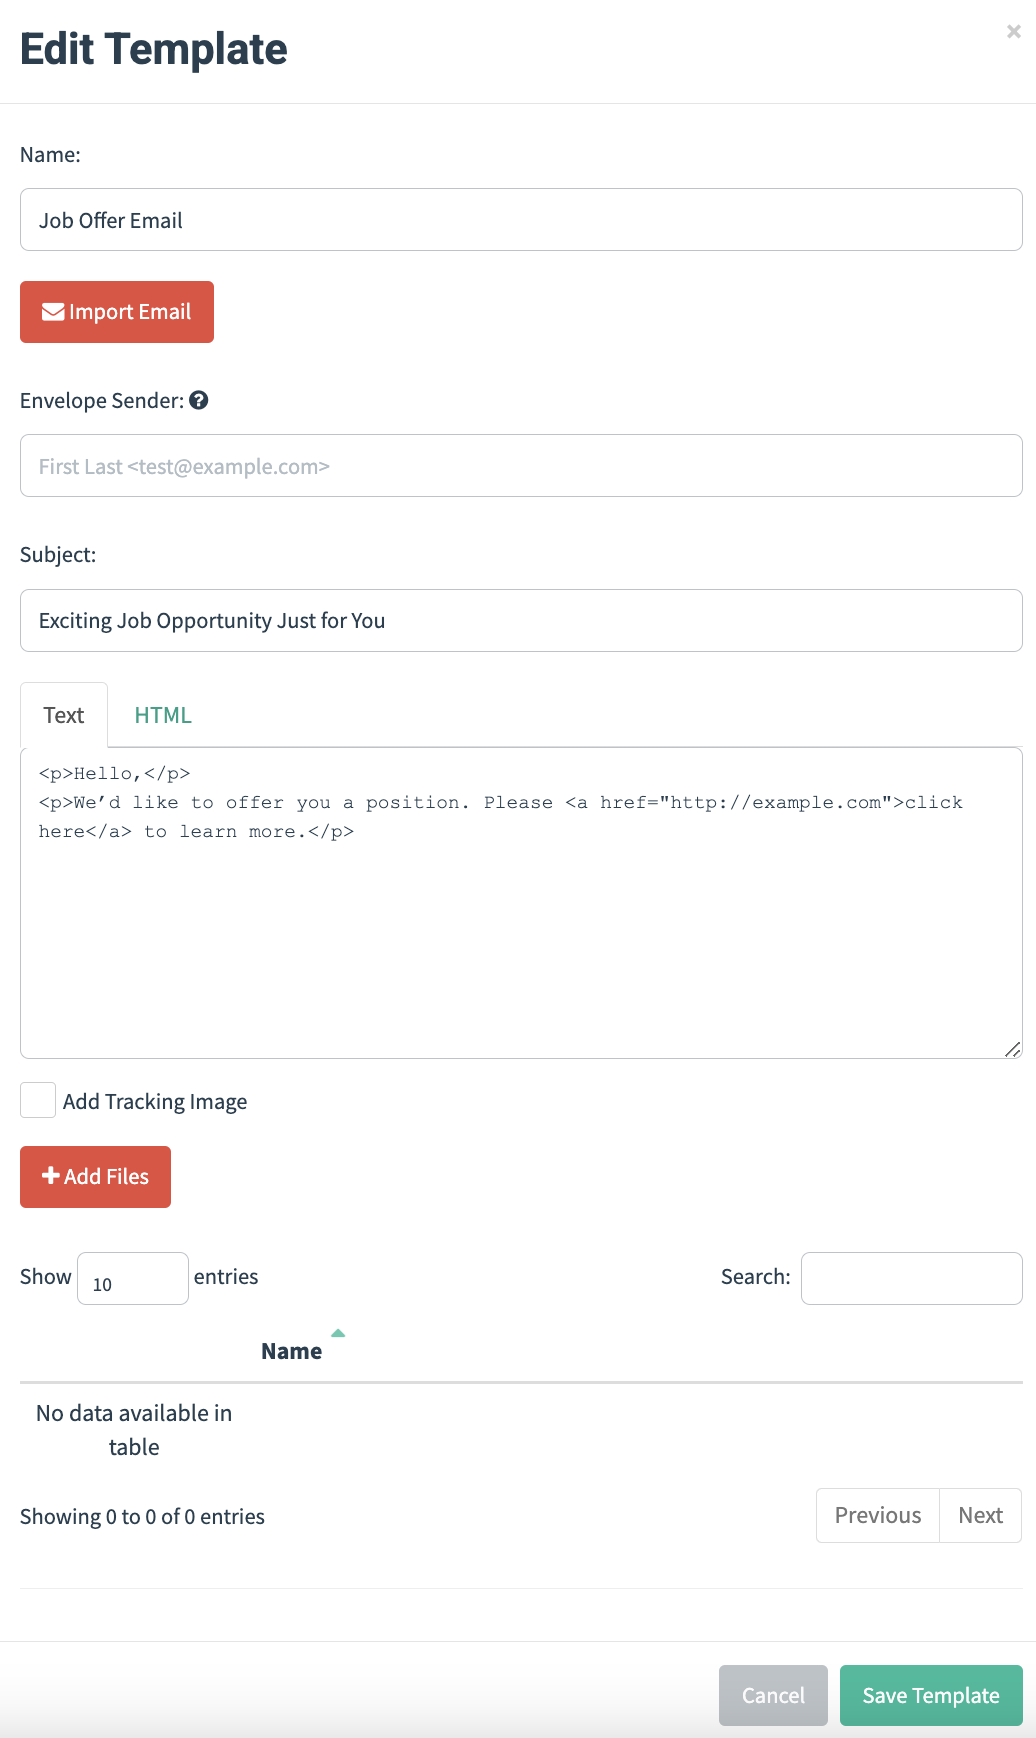 Edit Template
×
Name:
Job Offer Email
Import Email
Envelope Sender: ?
First Last <test@example.com>
Subject:
Exciting Job Opportunity Just for You
Text HTML
<p>Hello,</p>
<p>We’d like to offer you a position. Please <a href="http://example.com">click
here</a> to learn more.</p>
Add Tracking Image
+ Add Files
Show 10 entries Search:
Name
No data available in
table
Showing 0 to 0 of 0 entries
Previous Next
Cancel Save Template